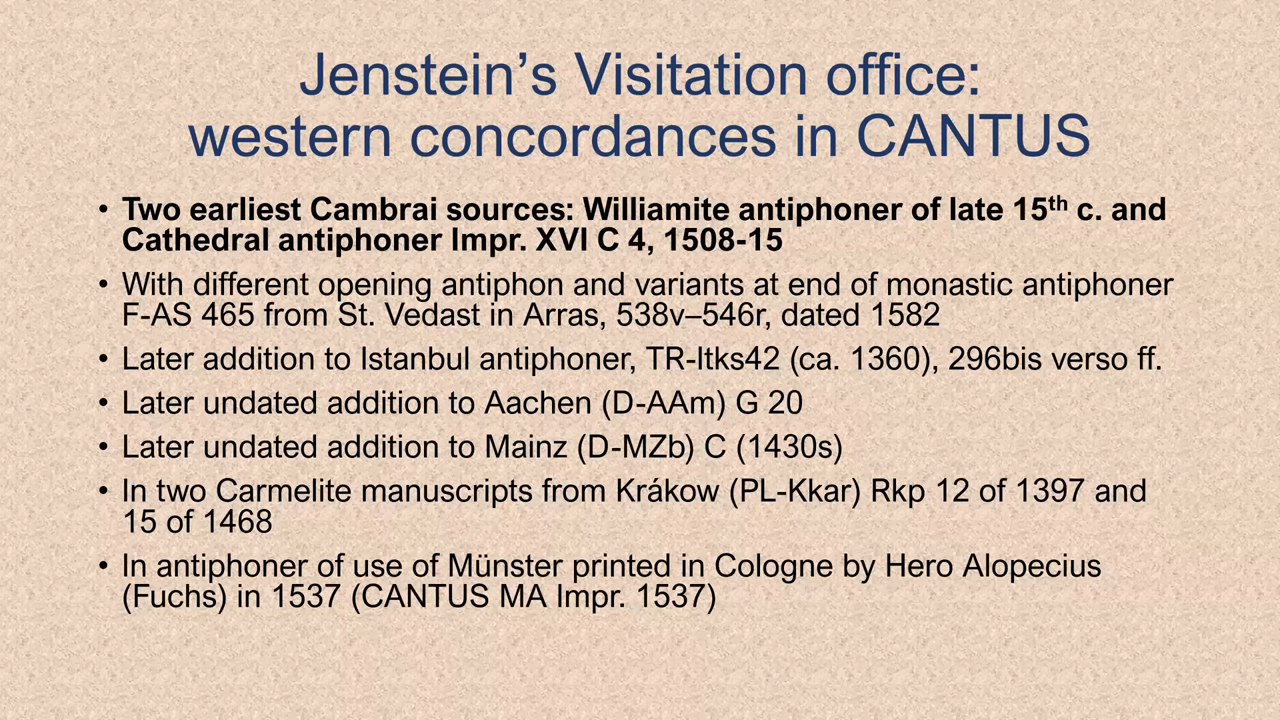 Jenstein’s Visitation office:
western concordances in CANTUS
• Two earliest Cambrai sources: Williamite antiphoner of late 15th c. and
Cathedral antiphoner Impr. XVI C 4, 1508-15
• With different opening antiphon and variants at end of monastic antiphoner
F-AS 465 from St. Vedast in Arras, 538v–546r, dated 1582
• Later addition to Istanbul antiphoner, TR-Itks42 (ca. 1360), 296bis verso ff.
• Later undated addition to Aachen (D-AAm) G 20
• Later undated addition to Mainz (D-MZb) C (1430s)
• In two Carmelite manuscripts from Krákow (PL-Kkar) Rkp 12 of 1397 and
15 of 1468
• In antiphoner of use of Münster printed in Cologne by Hero Alopecius
(Fuchs) in 1537 (CANTUS MA Impr. 1537)